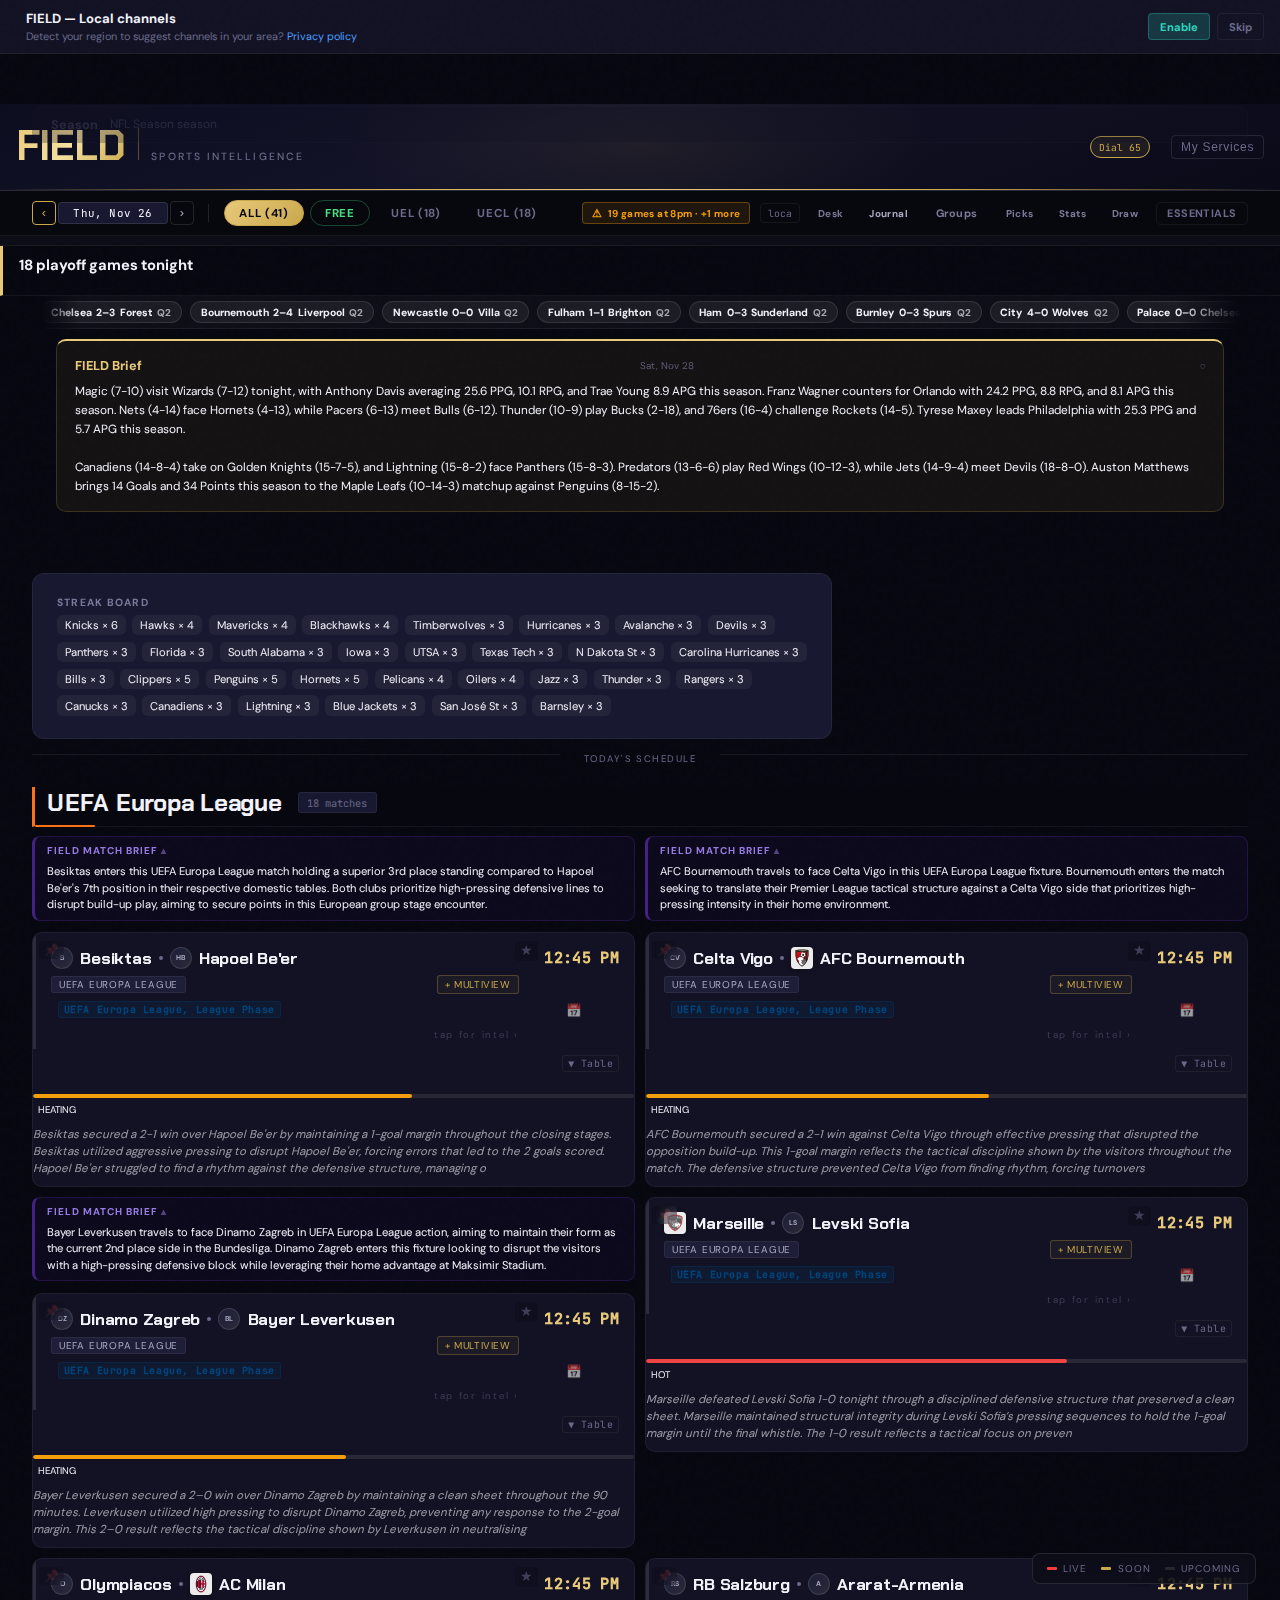 FIELD — Local channels
Detect your region to suggest channels in your area? Privacy policy
Enable
Skip
Season NFL Season season
FIELD
SPORTS INTELLIGENCE
Dial 65
My Services
‹ Thu, Nov 26 ›
ALL (41) FREE UEL (18) UECL (18)
⚠ 19 games at 8pm · +1 more
loca Desk Journal Groups Picks Stats Draw ESSENTIALS
18 playoff games tonight
Chelsea 2–3 Forest Q2 Bournemouth 2–4 Liverpool Q2 Newcastle 0–0 Villa Q2 Fulham 1–1 Brighton Q2 Ham 0–3 Sunderland Q2 Burnley 0–3 Spurs Q2 City 4–0 Wolves Q2 Palace 0–0 Chelse
FIELD Brief
Sat, Nov 28
Magic (7-10) visit Wizards (7-12) tonight, with Anthony Davis averaging 25.6 PPG, 10.1 RPG, and Trae Young 8.9 APG this season. Franz Wagner counters for Orlando with 24.2 PPG, 8.8 RPG, and 8.1 APG this
season. Nets (4-14) face Hornets (4-13), while Pacers (6-13) meet Bulls (6-12). Thunder (10-9) play Bucks (2-18), and 76ers (16-4) challenge Rockets (14-5). Tyrese Maxey leads Philadelphia with 25.3 PPG and
5.7 APG this season.
Canadiens (14-8-4) take on Golden Knights (15-7-5), and Lightning (15-8-2) face Panthers (15-8-3). Predators (13-6-6) play Red Wings (10-12-3), while Jets (14-9-4) meet Devils (18-8-0). Auston Matthews
brings 14 Goals and 34 Points this season to the Maple Leafs (10-14-3) matchup against Penguins (8-15-2).
STREAK BOARD
Knicks × 6 Hawks × 4 Mavericks × 4 Blackhawks × 4 Timberwolves × 3 Hurricanes × 3 Avalanche × 3 Devils × 3
Panthers × 3 Florida × 3 South Alabama × 3 Iowa × 3 UTSA × 3 Texas Tech × 3 N Dakota St × 3 Carolina Hurricanes × 3
Bills × 3 Clippers × 5 Penguins × 5 Hornets × 5 Pelicans × 4 Oilers × 4 Jazz × 3 Thunder × 3 Rangers × 3
Canucks × 3 Canadiens × 3 Lightning × 3 Blue Jackets × 3 San José St × 3 Barnsley × 3
TODAY'S SCHEDULE
UEFA Europa League 18 matches
FIELD MATCH BRIEF ▲
Besiktas enters this UEFA Europa League match holding a superior 3rd place standing compared to Hapoel
Be'er's 7th position in their respective domestic tables. Both clubs prioritize high-pressing defensive lines to
disrupt build-up play, aiming to secure points in this European group stage encounter.
FIELD MATCH BRIEF ▲
AFC Bournemouth travels to face Celta Vigo in this UEFA Europa League fixture. Bournemouth enters the match
seeking to translate their Premier League tactical structure against a Celta Vigo side that prioritizes high-
pressing intensity in their home environment.
B Besiktas • HB Hapoel Be'er ★ 12:45 PM
UEFA EUROPA LEAGUE + MULTIVIEW
UEFA Europa League, League Phase
tap for intel ›
▼ Table
HEATING
Besiktas secured a 2-1 win over Hapoel Be'er by maintaining a 1-goal margin throughout the closing stages.
Besiktas utilized aggressive pressing to disrupt Hapoel Be'er, forcing errors that led to the 2 goals scored.
Hapoel Be'er struggled to find a rhythm against the defensive structure, managing o
CV Celta Vigo • AFC Bournemouth ★ 12:45 PM
UEFA EUROPA LEAGUE + MULTIVIEW
UEFA Europa League, League Phase
tap for intel ›
▼ Table
HEATING
AFC Bournemouth secured a 2-1 win against Celta Vigo through effective pressing that disrupted the
opposition build-up. This 1-goal margin reflects the tactical discipline shown by the visitors throughout the
match. The defensive structure prevented Celta Vigo from finding rhythm, forcing turnovers
FIELD MATCH BRIEF ▲
Bayer Leverkusen travels to face Dinamo Zagreb in UEFA Europa League action, aiming to maintain their form as
the current 2nd place side in the Bundesliga. Dinamo Zagreb enters this fixture looking to disrupt the visitors
with a high-pressing defensive block while leveraging their home advantage at Maksimir Stadium.
Marseille • LS Levski Sofia ★ 12:45 PM
UEFA EUROPA LEAGUE + MULTIVIEW
UEFA Europa League, League Phase
tap for intel ›
▼ Table
HOT
Marseille defeated Levski Sofia 1-0 tonight through a disciplined defensive structure that preserved a clean
sheet. Marseille maintained structural integrity during Levski Sofia's pressing sequences to hold the 1-goal
margin until the final whistle. The 1-0 result reflects a tactical focus on preven
DZ Dinamo Zagreb • BL Bayer Leverkusen ★ 12:45 PM
UEFA EUROPA LEAGUE + MULTIVIEW
UEFA Europa League, League Phase
tap for intel ›
▼ Table
HEATING
Bayer Leverkusen secured a 2–0 win over Dinamo Zagreb by maintaining a clean sheet throughout the 90
minutes. Leverkusen utilized high pressing to disrupt Dinamo Zagreb, preventing any response to the 2-goal
margin. This 2–0 result reflects the tactical discipline shown by Leverkusen in neutralising
LIVE SOON UPCOMING
O Olympiacos • AC Milan ★ 12:45 PM
RS RB Salzburg • A Ararat-Armenia 12:45 PM